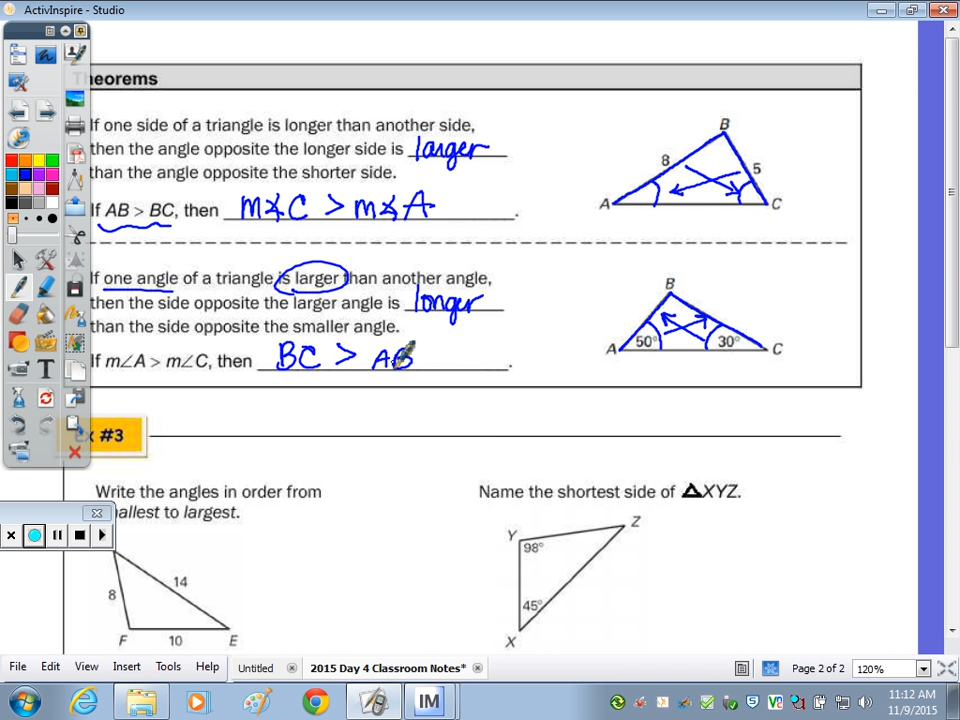 ActivInspire - Studio
Theorems
If one side of a triangle is longer than another side,
then the angle opposite the longer side is larger
than the angle opposite the shorter side.
If AB > BC, then m∡C > m∡A.
B
8
5
A
C
If one angle of a triangle is larger than another angle,
then the side opposite the larger angle is longer
than the side opposite the smaller angle.
If m∠A > m∠C, then BC > AB.
B
A
50°
30°
C
#3
Write the angles in order from
smallest to largest.
8
14
F
10
E
Name the shortest side of △XYZ.
Y
Z
98°
45°
X
File Edit View Insert Tools Help
Untitled
2015 Day 4 Classroom Notes*
Page 2 of 2
120%
IM
11:12 AM
11/9/2015